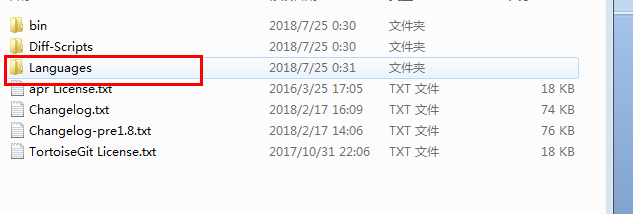 bin 2018/7/25 0:30 文件夹
Diff-Scripts 2018/7/25 0:30 文件夹
Languages 2018/7/25 0:31 文件夹
apr License.txt 2016/3/25 17:05 TXT 文件 18 KB
Changelog.txt 2018/2/17 16:09 TXT 文件 74 KB
Changelog-pre1.8.txt 2018/2/17 14:06 TXT 文件 76 KB
TortoiseGit License.txt 2017/10/31 22:06 TXT 文件 18 KB